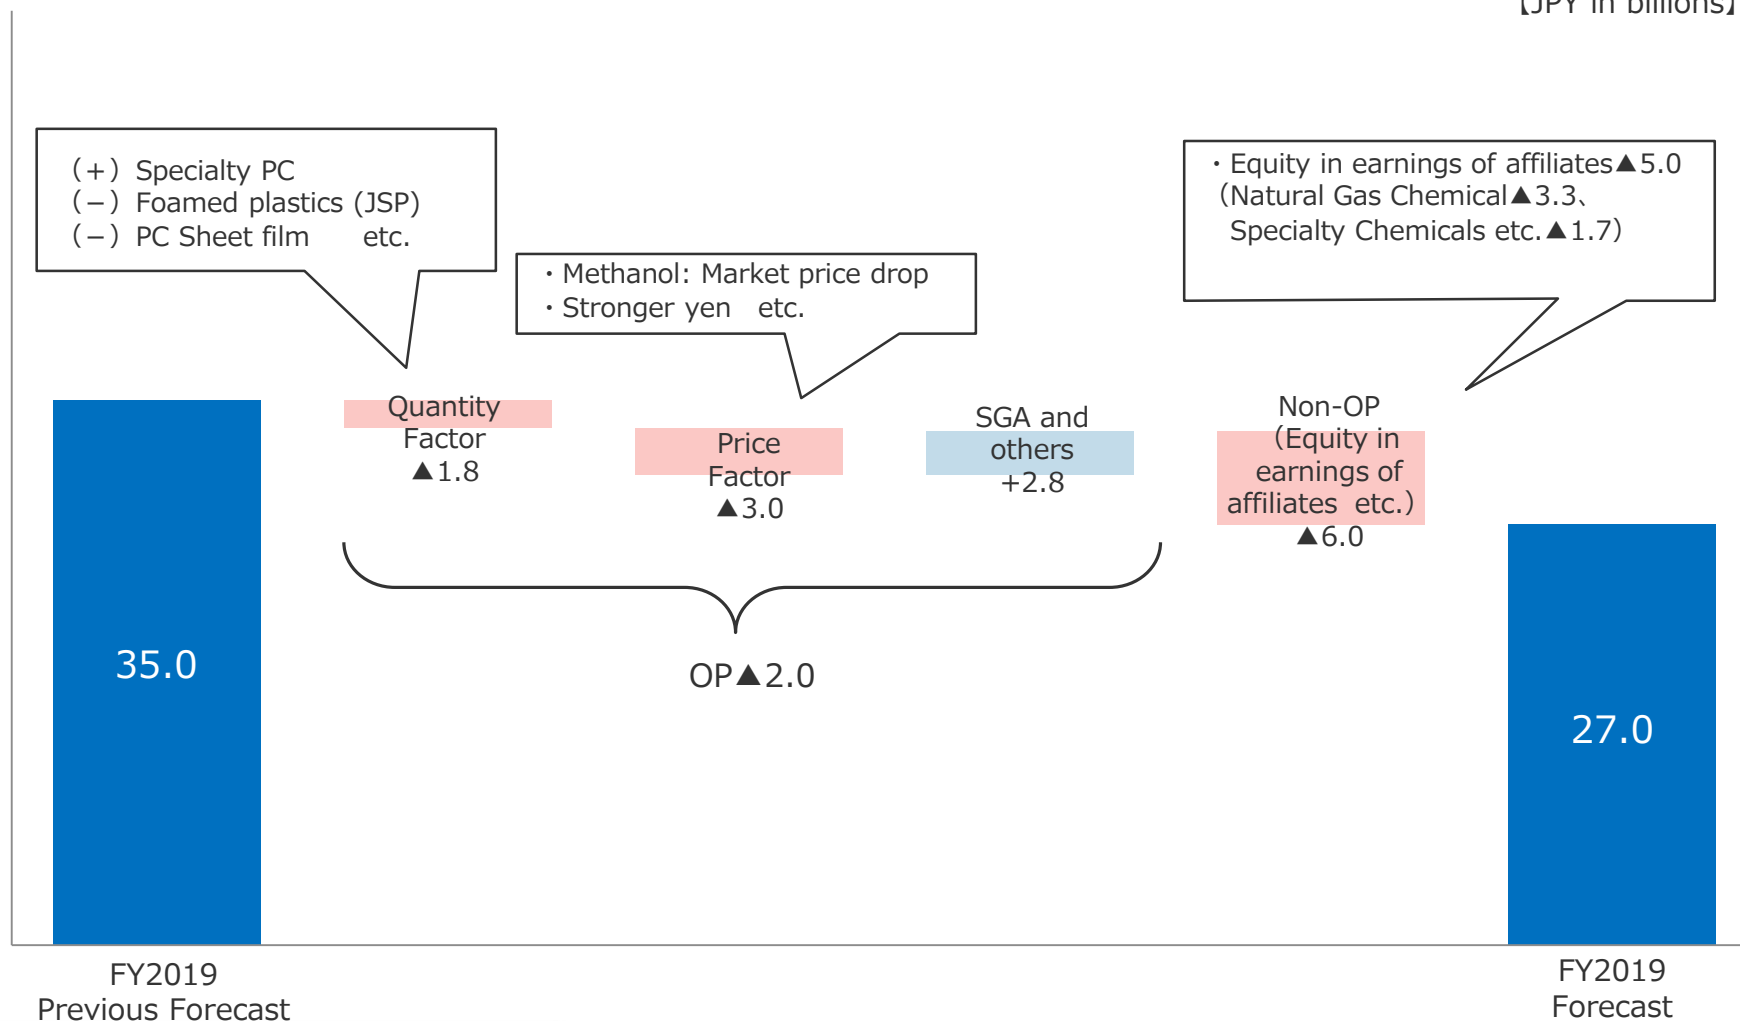 【JPY in billions】
（+）Specialty PC
（−）Foamed plastics (JSP)
（−）PC Sheet film　etc.
・Methanol: Market price drop
・Stronger yen　etc.
・Equity in earnings of affiliates▲5.0
（Natural Gas Chemical▲3.3、
Specialty Chemicals etc.▲1.7）
Quantity
Factor
▲1.8
Price
Factor
▲3.0
SGA and
others
+2.8
Non-OP
（Equity in
earnings of
affiliates etc.）
▲6.0
OP▲2.0
35.0
27.0
FY2019
Previous Forecast
FY2019
Forecast